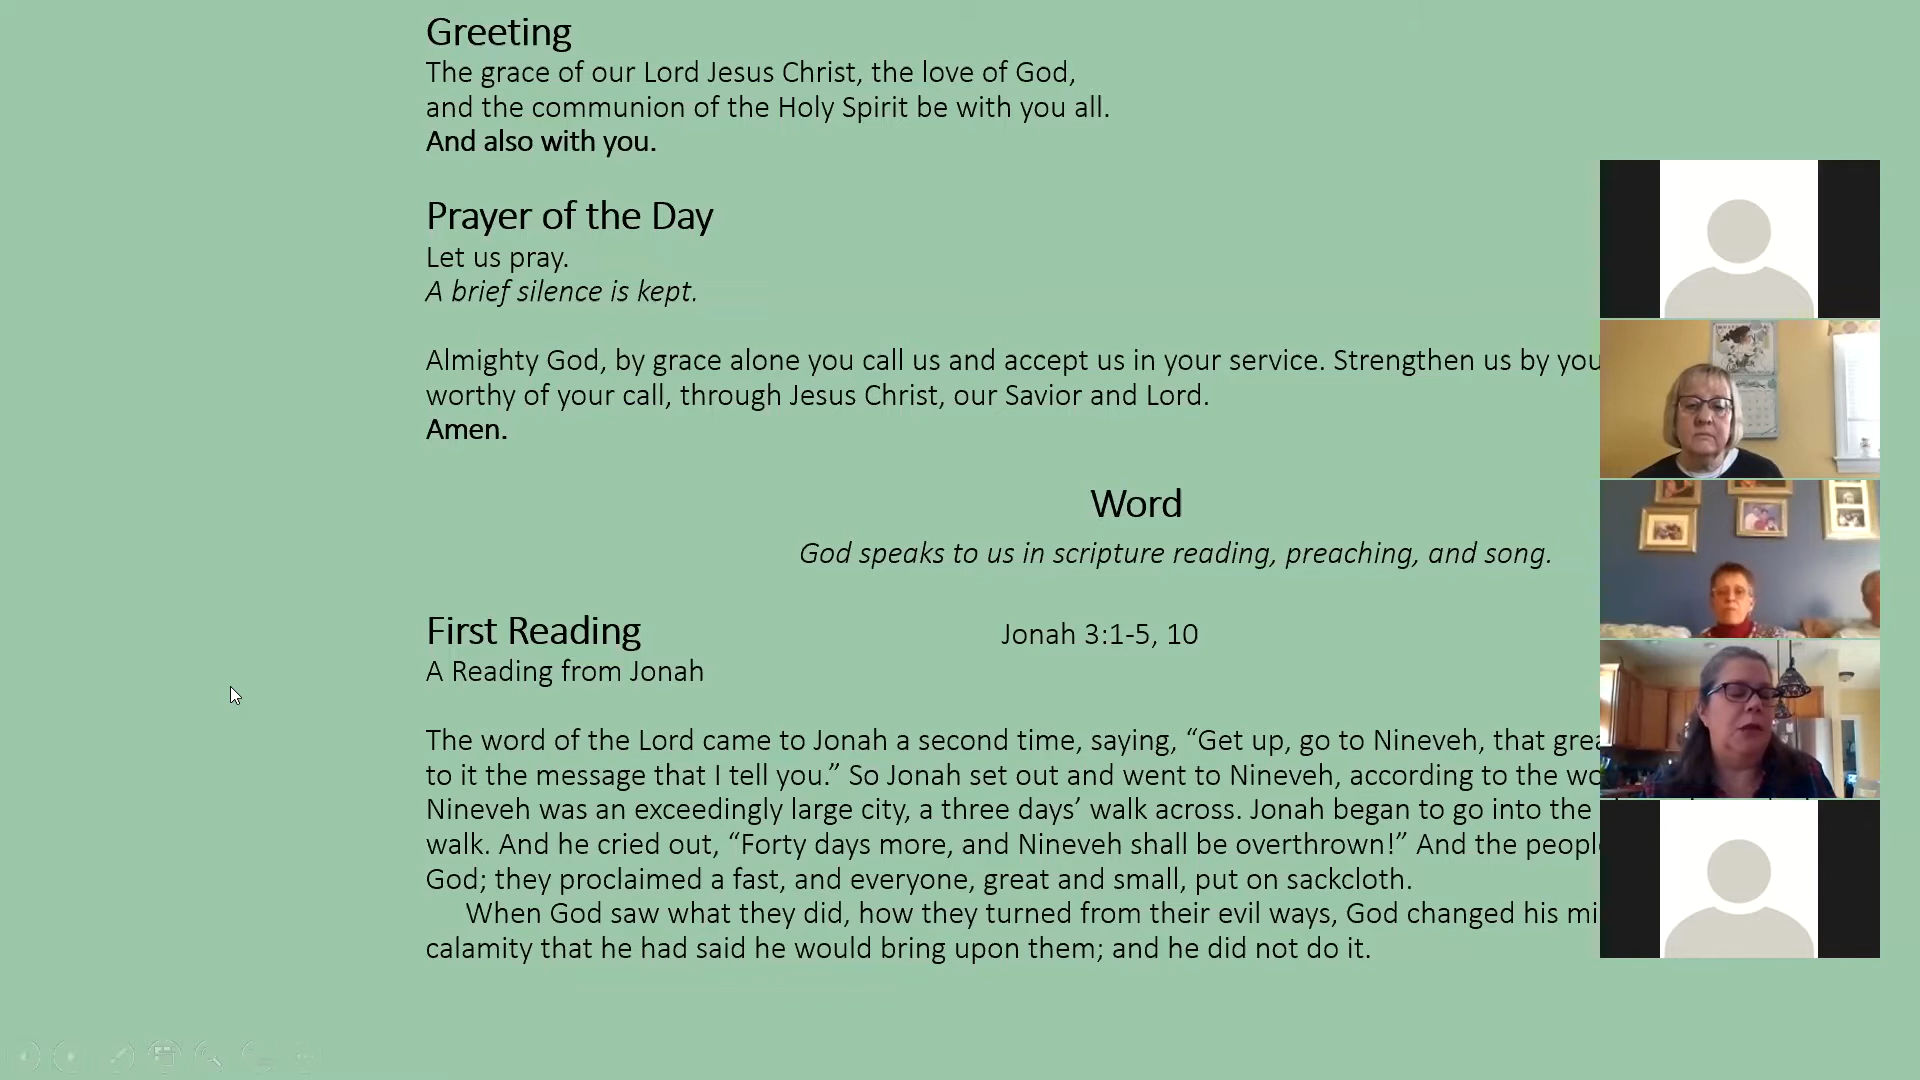 Greeting
The grace of our Lord Jesus Christ, the love of God,
and the communion of the Holy Spirit be with you all.
And also with you.
Prayer of the Day
Let us pray.
A brief silence is kept.
Almighty God, by grace alone you call us and accept us in your service. Strengthen us by you
worthy of your call, through Jesus Christ, our Savior and Lord.
Amen.
Word
God speaks to us in scripture reading, preaching, and song.
First Reading Jonah 3:1-5, 10
A Reading from Jonah
The word of the Lord came to Jonah a second time, saying, “Get up, go to Nineveh, that grea
to it the message that I tell you.” So Jonah set out and went to Nineveh, according to the wo
Nineveh was an exceedingly large city, a three days’ walk across. Jonah began to go into the
walk. And he cried out, “Forty days more, and Nineveh shall be overthrown!” And the peopl
God; they proclaimed a fast, and everyone, great and small, put on sackcloth.
When God saw what they did, how they turned from their evil ways, God changed his mi
calamity that he had said he would bring upon them; and he did not do it.